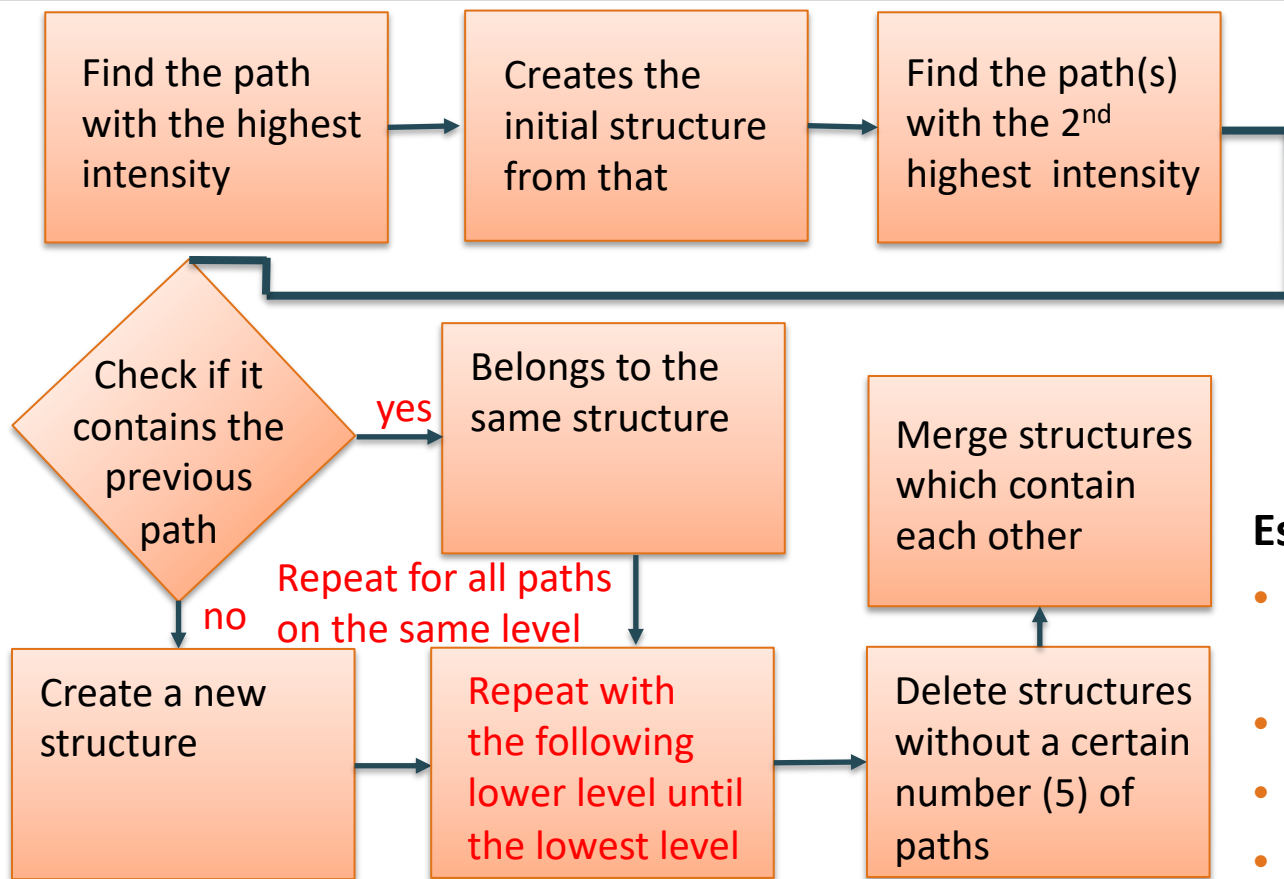 Find the path
with the highest
intensity
Creates the
initial structure
from that
Find the path(s)
with the 2nd
highest intensity
Check if it
contains the
previous
path
yes
Belongs to the
same structure
Merge structures
which contain
each other
Repeat for all paths
on the same level
no
Create a new
structure
Repeat with
the following
lower level until
the lowest level
Delete structures
without a certain
number (5) of
paths